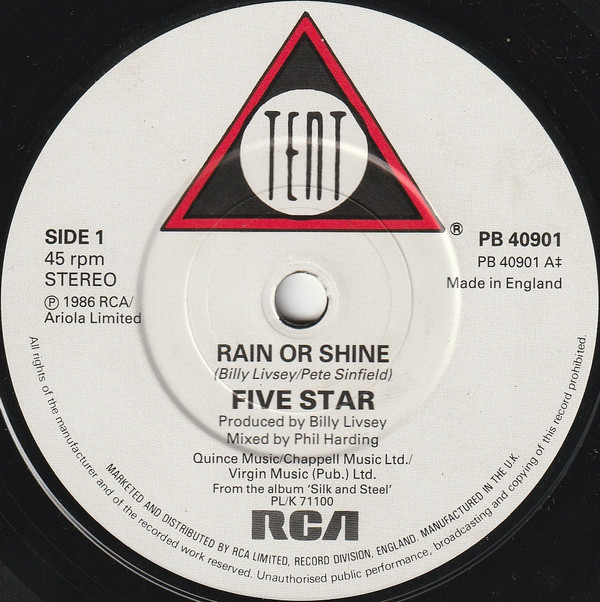 TENT
®
SIDE 1
45 rpm
STEREO
℗ 1986 RCA/
Ariola Limited
PB 40901
PB 40901 A‡
Made in England
RAIN OR SHINE
(Billy Livsey/Pete Sinfield)
FIVE STAR
Produced by Billy Livsey
Mixed by Phil Harding
Quince Music/Chappell Music Ltd./
Virgin Music (Pub.) Ltd.
From the album 'Silk and Steel'
PL/K 71100
RCA
MARKETED AND DISTRIBUTED BY RCA LIMITED, RECORD DIVISION, ENGLAND. MANUFACTURED IN THE U.K.
All rights of the manufacturer and of the recorded work reserved. Unauthorised public performance, broadcasting and copying of this record prohibited.